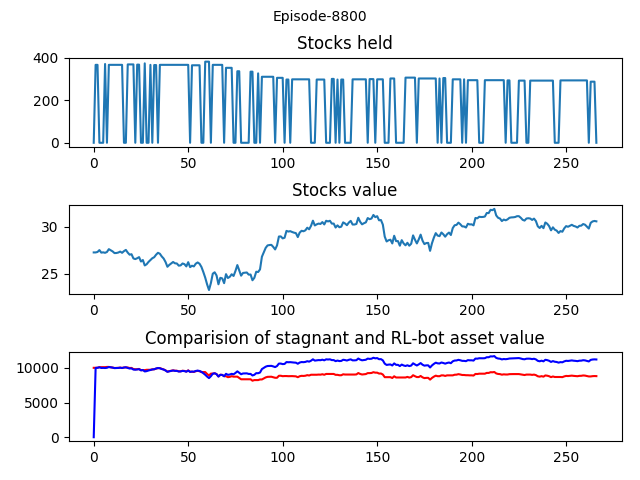 Episode-8800
Stocks held
400
200
0
0 50 100 150 200 250
Stocks value
30
25
0 50 100 150 200 250
Comparision of stagnant and RL-bot asset value
10000
5000
0
0 50 100 150 200 250